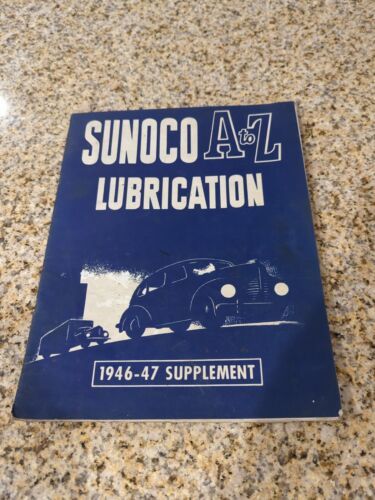 SUNOCO A to Z
LUBRICATION
1946-47 SUPPLEMENT